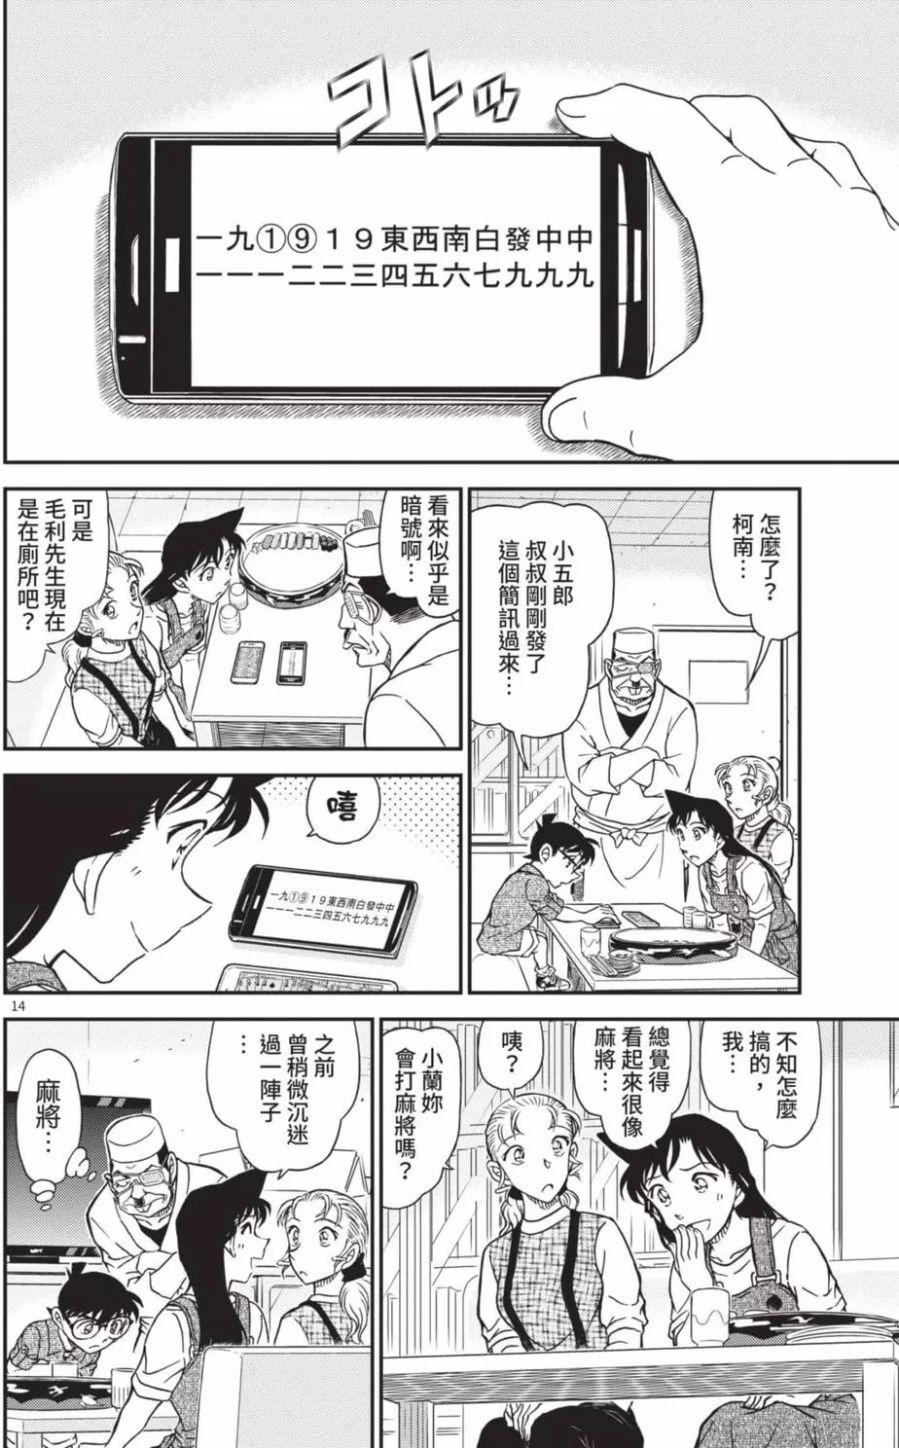 コトッ
一九①⑨１９東西南白發中中
一一一二二三四五六七九九九
怎麼了？
柯南…
小五郎
叔叔剛剛發了
這個簡訊過來…
看來似乎是
暗號啊…
可是
毛利先生現在
是在廁所吧？
嘻
一九①⑨１９東西南白發中中
一一一二二三四五六七九九九
14
不知怎麼
搞的，
我…
總覺得
看起來很像
麻將…
咦？
小蘭妳
會打麻將嗎？
之前
曾稍微沉迷
過一陣子
…
麻將…